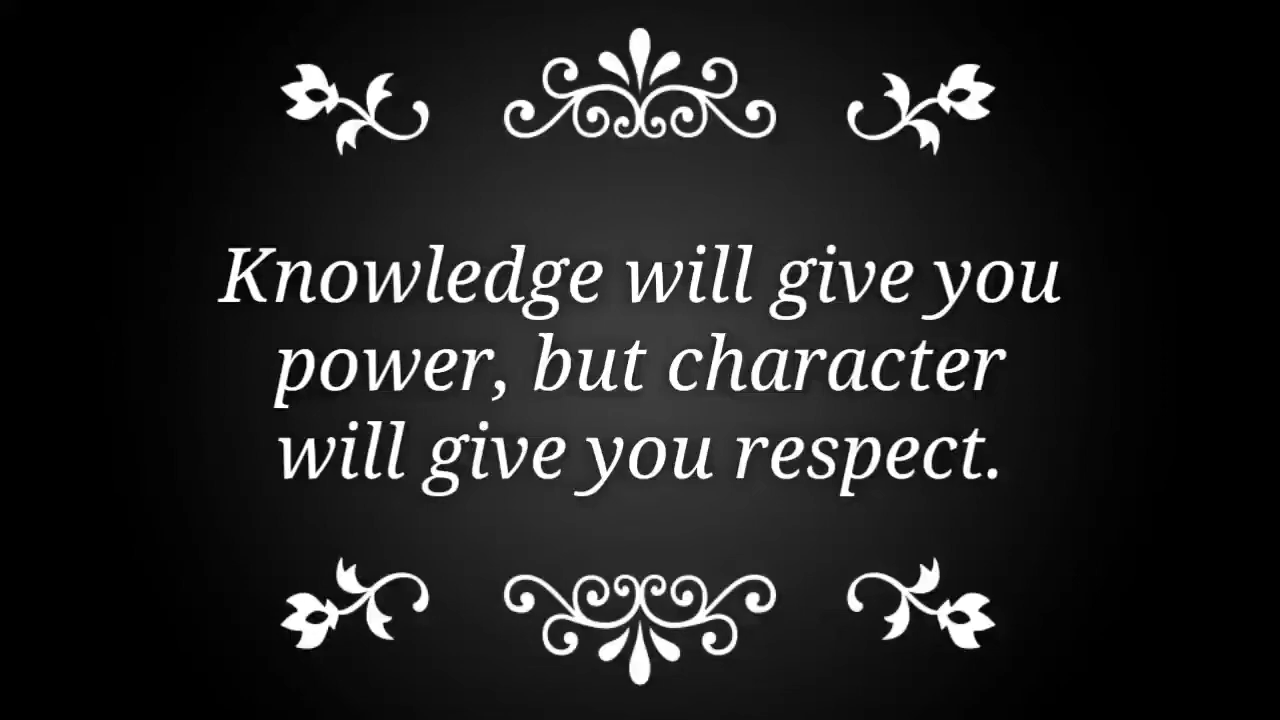 Knowledge will give you
power, but character
will give you respect.